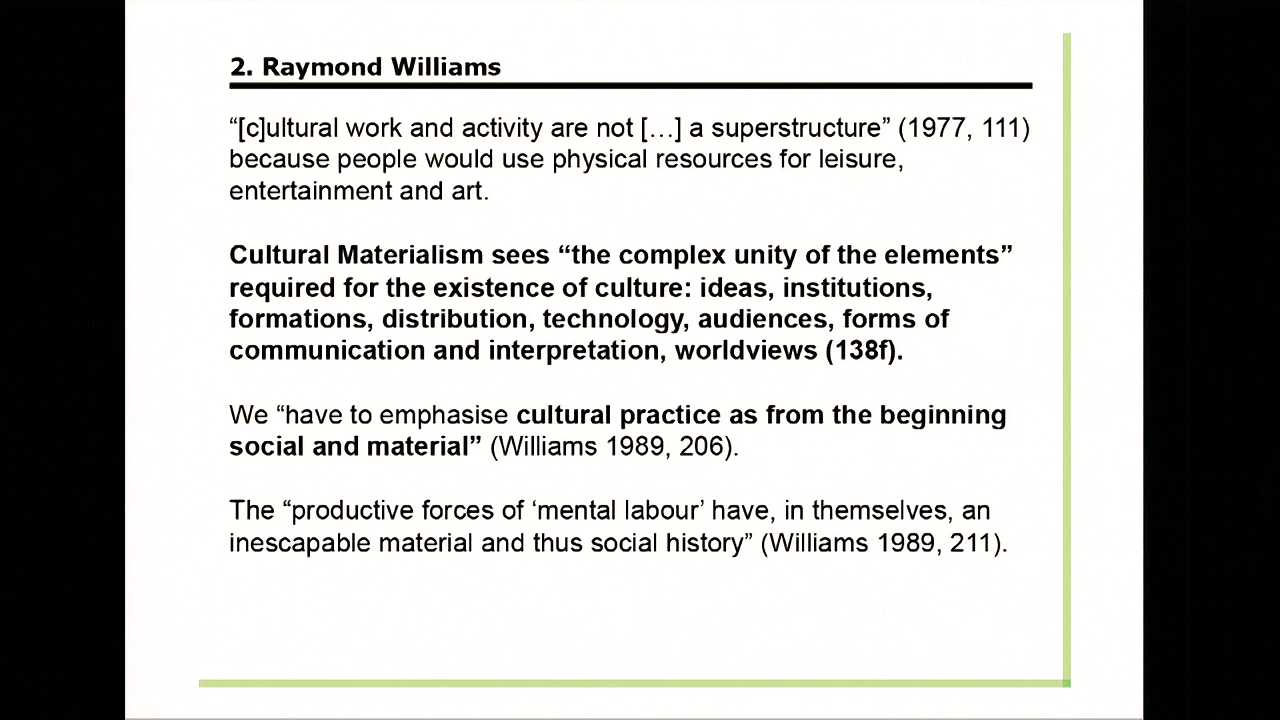 2. Raymond Williams
“[c]ultural work and activity are not […] a superstructure” (1977, 111)
because people would use physical resources for leisure,
entertainment and art.
Cultural Materialism sees “the complex unity of the elements”
required for the existence of culture: ideas, institutions,
formations, distribution, technology, audiences, forms of
communication and interpretation, worldviews (138f).
We “have to emphasise cultural practice as from the beginning
social and material” (Williams 1989, 206).
The “productive forces of ‘mental labour’ have, in themselves, an
inescapable material and thus social history” (Williams 1989, 211).